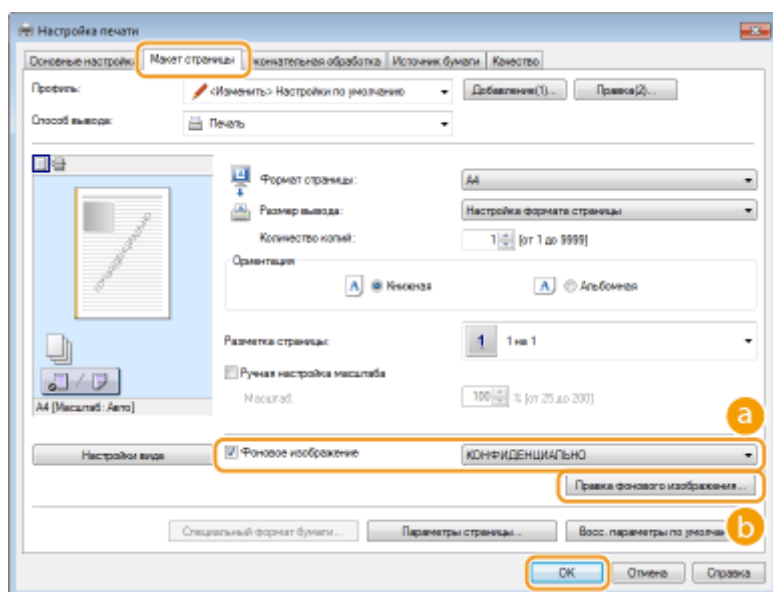 Настройка печати
Основные настройки Макет страницы кончательная обработка Источник бумаги Качество
Профиль: <Изменить> Настройки по умолчанию Добавление(1)... Правка(2)...
Способ вывода: Печать
Формат страницы: A4
Размер вывода: Настройка формата страницы
Количество копий: 1 [от 1 до 9999]
Ориентация
A Книжная A Альбомная
Разметка страницы: 1 1 на 1
Ручная настройка масштаба
Масштаб: 100 % [от 25 до 200]
A4 [Масштаб: Авто]
a
Настройки вида Фоновое изображение КОНФИДЕНЦИАЛЬНО
Правка фонового изображения...
b
Специальный формат бумаги... Параметры страницы... Восс. параметры по умолчан
OK Отмена Справка